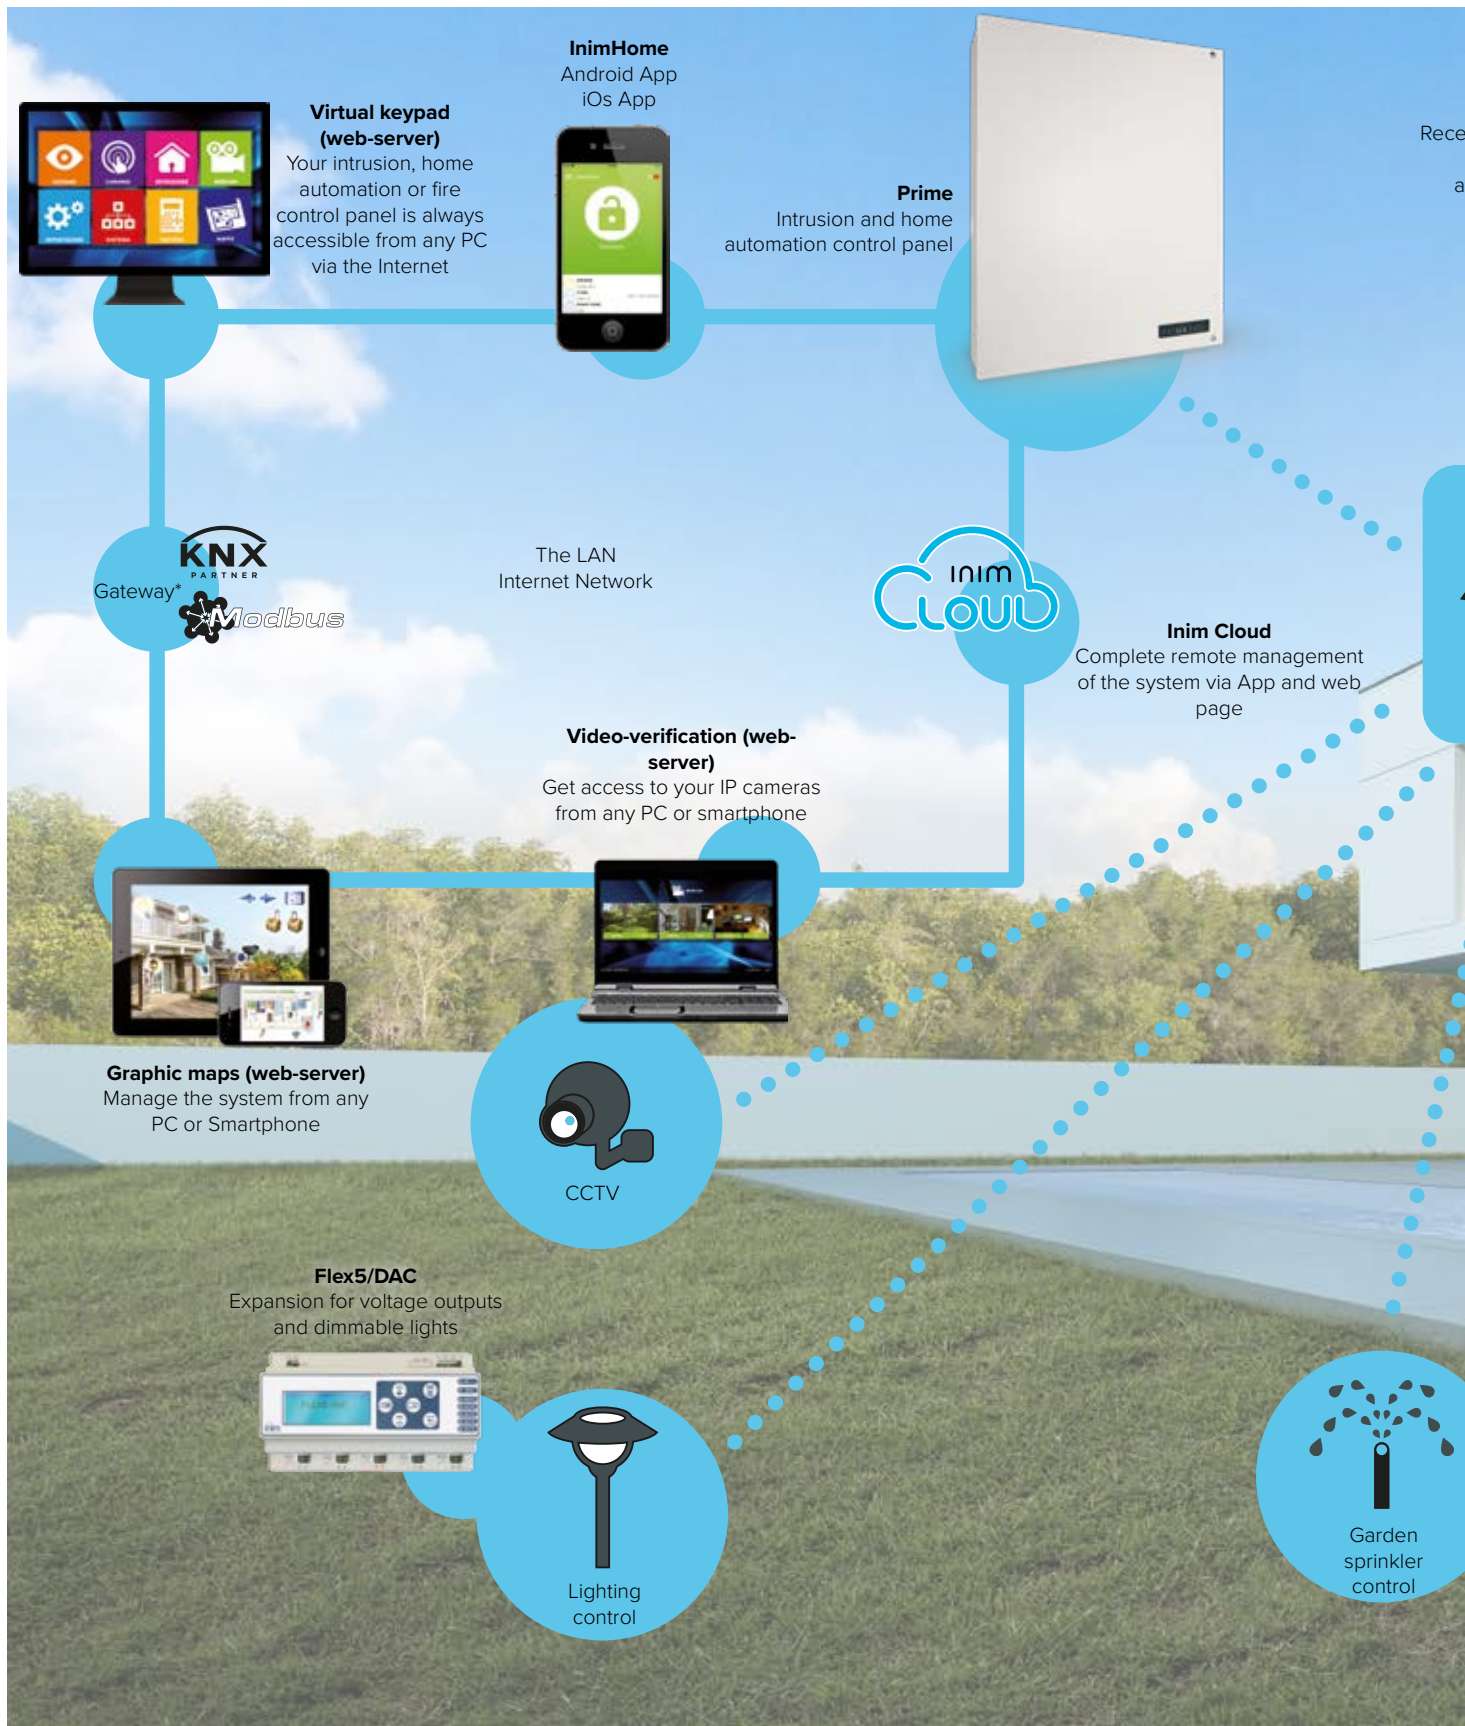 InimHome
Android App
iOs App
Virtual keypad
(web-server)
Your intrusion, home
automation or fire
control panel is always
accessible from any PC
via the Internet
Prime
Intrusion and home
automation control panel
Rece
a
KNX
PARTNER
Gateway*
Modbus
The LAN
Internet Network
inim
CLOUD
Inim Cloud
Complete remote management
of the system via App and web
page
Video-verification (web-
server)
Get access to your IP cameras
from any PC or smartphone
Graphic maps (web-server)
Manage the system from any
PC or Smartphone
CCTV
Flex5/DAC
Expansion for voltage outputs
and dimmable lights
Lighting
control
Garden
sprinkler
control